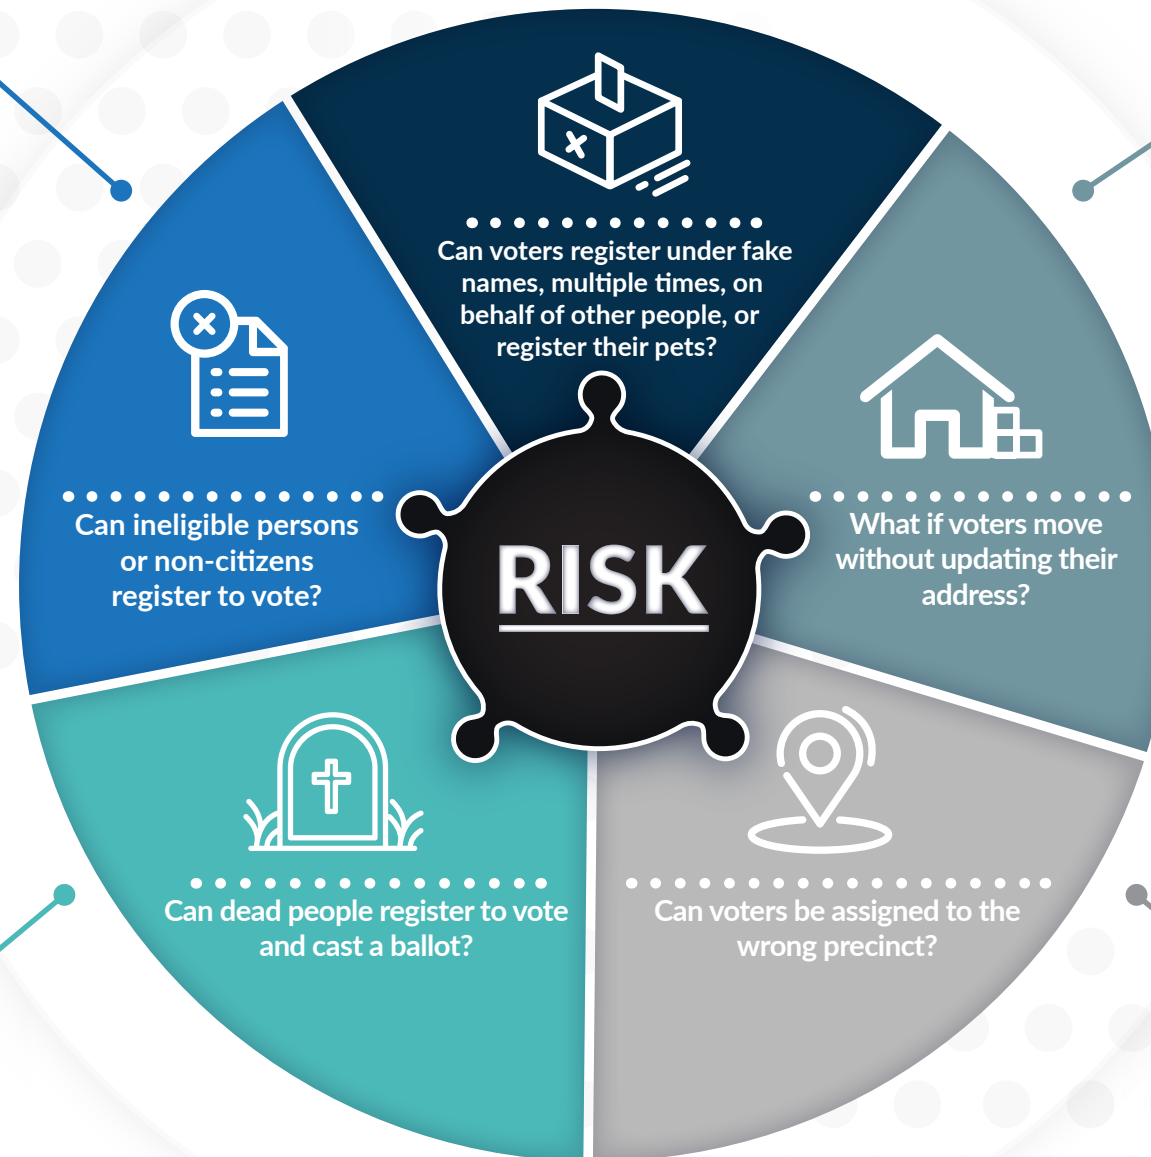 Can voters register under fake
names, multiple times, on
behalf of other people, or
register their pets?
Can ineligible persons
or non-citizens
register to vote?
RISK
What if voters move
without updating their
address?
Can dead people register to vote
and cast a ballot?
Can voters be assigned to the
wrong precinct?